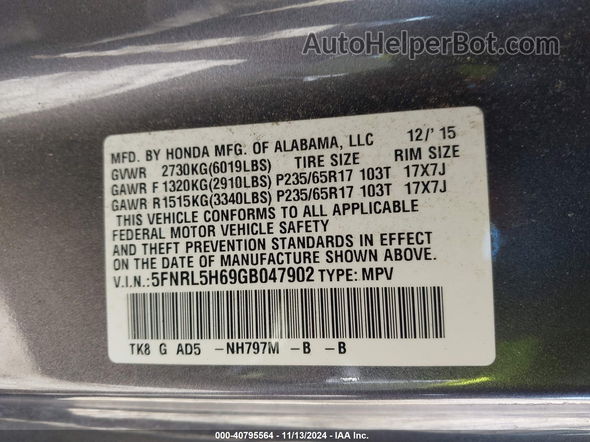 AutoHelperBot.com
MFD. BY HONDA MFG. OF ALABAMA, LLC 12/'15
GVWR 2730KG(6019LBS) TIRE SIZE RIM SIZE
GAWR F 1320KG(2910LBS) P235/65R17 103T 17X7J
GAWR R1515KG(3340LBS) P235/65R17 103T 17X7J
THIS VEHICLE CONFORMS TO ALL APPLICABLE
FEDERAL MOTOR VEHICLE SAFETY
AND THEFT PREVENTION STANDARDS IN EFFECT
ON THE DATE OF MANUFACTURE SHOWN ABOVE.
V.I.N.:5FNRL5H69GB047902 TYPE: MPV
TK8 G AD5 -NH797M -B -B
000-40795564 - 11/13/2024 - IAA Inc.